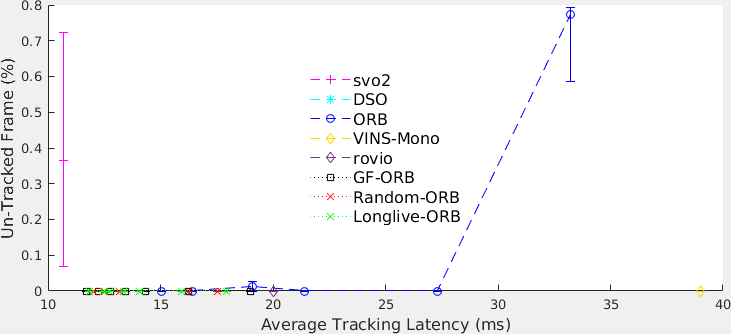 0.8
0.7
0.6
0.5
0.4
0.3
0.2
0.1
0
Un-Tracked Frame (%)
svo2
DSO
ORB
VINS-Mono
rovio
GF-ORB
Random-ORB
Longlive-ORB
10 15 20 25 30 35 40
Average Tracking Latency (ms)